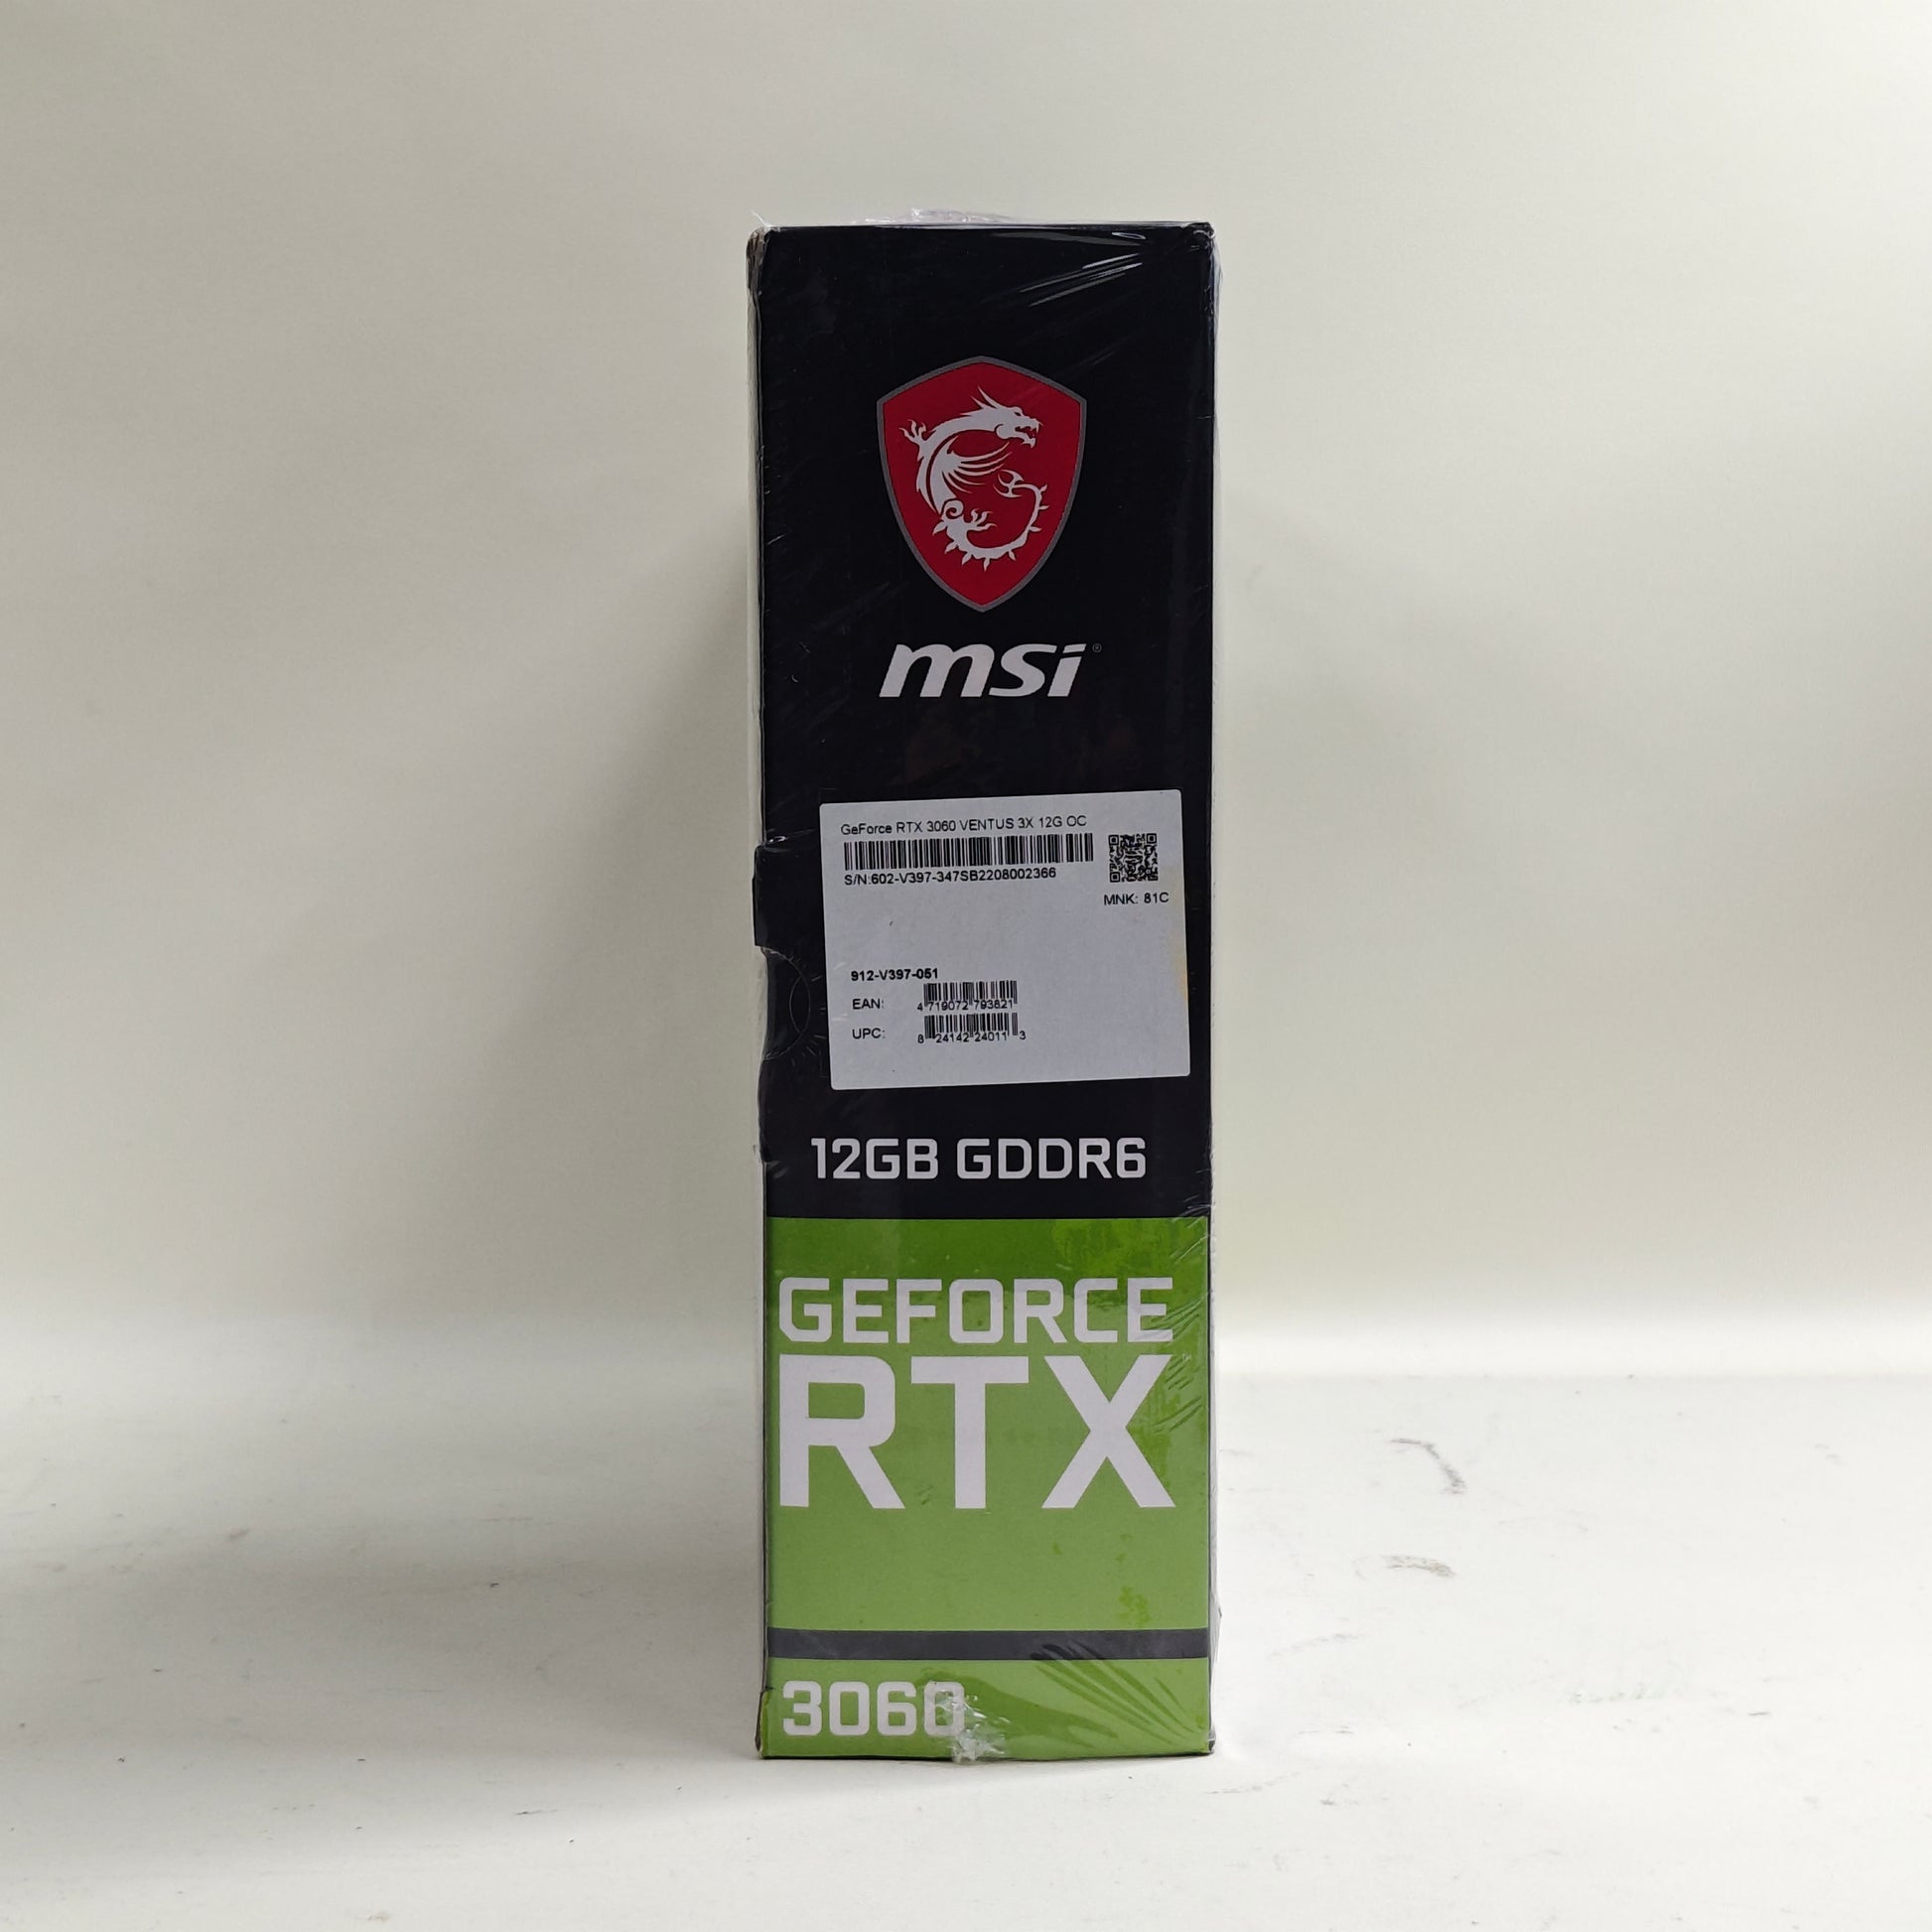 msi®
GeForce RTX 3060 VENTUS 3X 12G OC
S/N:602-V397-347SB2208002366
MNK: 81C
912-V397-051
EAN: 4 719072 793821
UPC: 8 24142 24011 3
12GB GDDR6
GEFORCE
RTX
3060